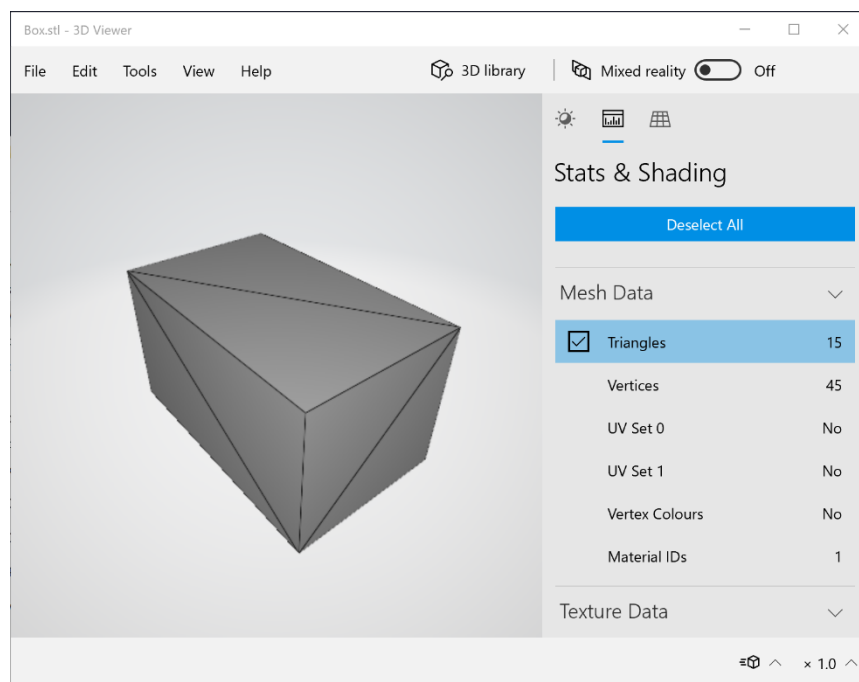 Box.stl - 3D Viewer
File Edit Tools View Help 3D library Mixed reality Off
Stats & Shading
Deselect All
Mesh Data
Triangles 15
Vertices 45
UV Set 0 No
UV Set 1 No
Vertex Colours No
Material IDs 1
Texture Data
× 1.0